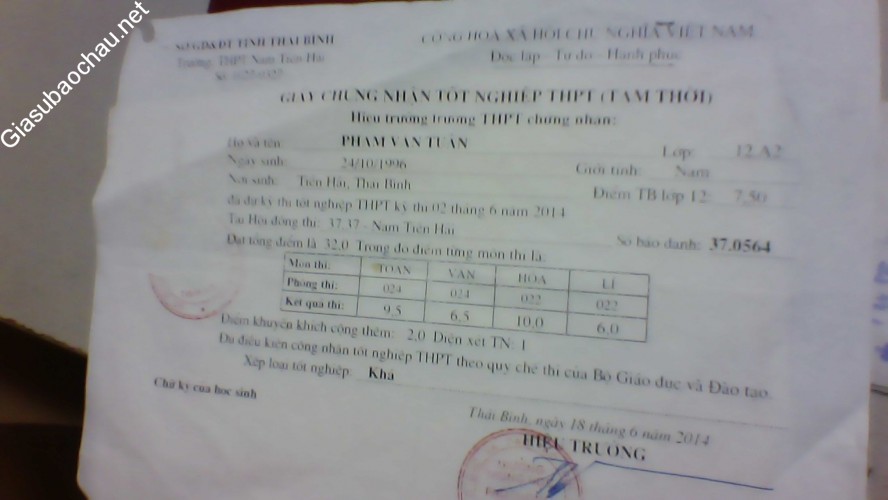 Giasubaochau.net
SỞ GD&ĐT TỈNH THÁI BÌNH
CỘNG HÒA XÃ HỘI CHỦ NGHĨA VIỆT NAM
Trường: THPT Nam Tiền Hải
Độc lập - Tự do - Hạnh phúc
Số:
GIẤY CHỨNG NHẬN TỐT NGHIỆP THPT (TẠM THỜI)
Hiệu trưởng trường THPT chứng nhận:
Họ và tên: PHẠM VĂN TUẤN Lớp: 12.A2
Ngày sinh: 24/10/1996 Giới tính: Nam
Nơi sinh: Tiền Hải, Thái Bình Điểm TB lớp 12: 7,50
đã dự kỳ thi tốt nghiệp THPT kỳ thi 02 tháng 6 năm 2014
Tại Hội đồng thi: 37.37 - Nam Tiền Hải Số báo danh: 37.0564
Đạt tổng điểm là 32,0 Trong đó điểm từng môn thi là:
Môn thi: TOÁN VĂN HÓA LÍ
Phòng thi: 024 024 022 022
Kết quả thi: 9,5 6,5 10,0 6,0
Điểm khuyến khích cộng thêm: 2,0 Diện xét TN: 1
Đủ điều kiện công nhận tốt nghiệp THPT theo quy chế thi của Bộ Giáo dục và Đào tạo.
Xếp loại tốt nghiệp: Khá
Chữ ký của học sinh
Thái Bình, ngày 18 tháng 6 năm 2014
HIỆU TRƯỞNG